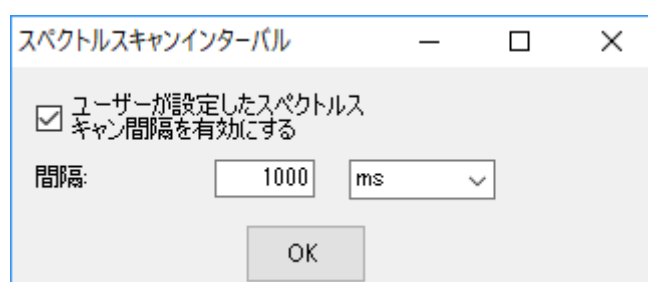 スペクトルスキャンインターバル
ユーザーが設定したスペクトルス
キャン間隔を有効にする
間隔: 1000 ms
OK